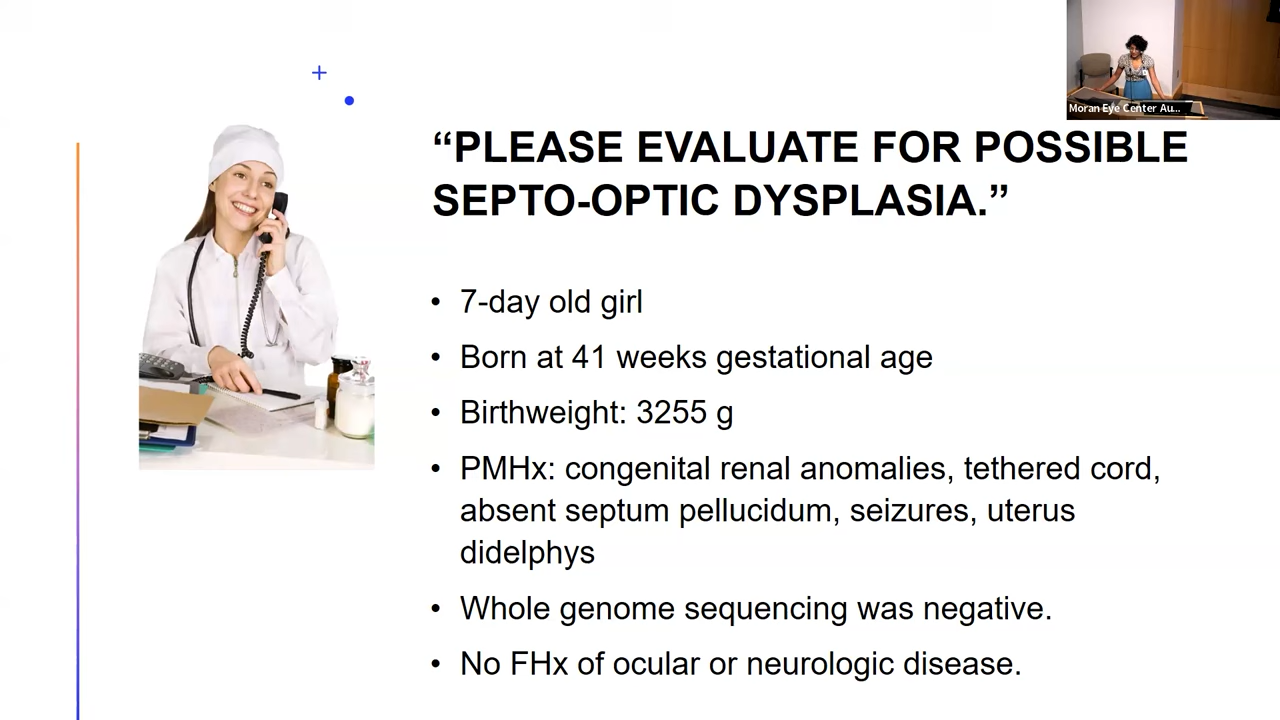 Moran Eye Center Au...
“PLEASE EVALUATE FOR POSSIBLE
SEPTO-OPTIC DYSPLASIA.”
• 7-day old girl
• Born at 41 weeks gestational age
• Birthweight: 3255 g
• PMHx: congenital renal anomalies, tethered cord,
absent septum pellucidum, seizures, uterus
didelphys
• Whole genome sequencing was negative.
• No FHx of ocular or neurologic disease.